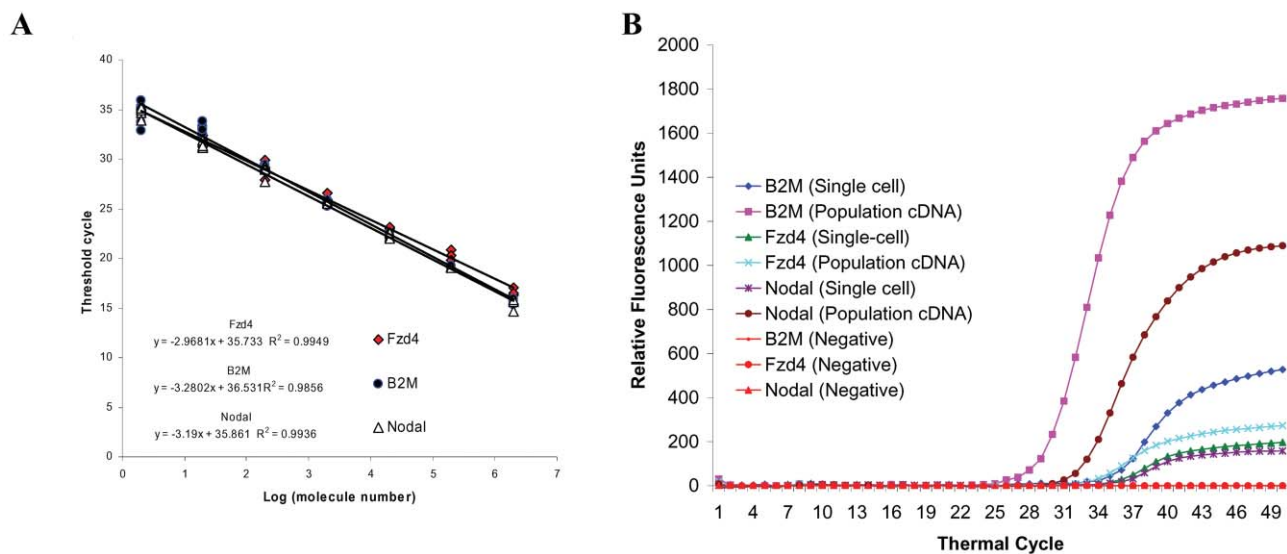 A
40
35
30
25
20
15
10
5
0
Threshold cycle
Fzd4
y = -2.9681x + 35.733 R² = 0.9949
B2M
y = -3.2802x + 36.531R² = 0.9856
Nodal
y = -3.19x + 35.861 R² = 0.9936
Fzd4
B2M
Nodal
0 1 2 3 4 5 6 7
Log (molecule number)
B
2000
1800
1600
1400
1200
1000
800
600
400
200
0
Relative Fluorescence Units
B2M (Single cell)
B2M (Population cDNA)
Fzd4 (Single-cell)
Fzd4 (Population cDNA)
Nodal (Single cell)
Nodal (Population cDNA)
B2M (Negative)
Fzd4 (Negative)
Nodal (Negative)
1 4 7 10 13 16 19 22 25 28 31 34 37 40 43 46 49
Thermal Cycle